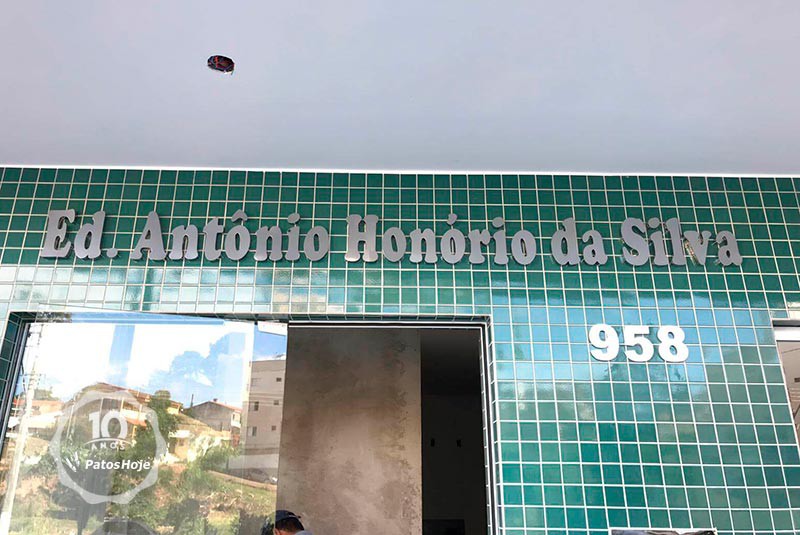 Ed. Antônio Honório da Silva
958
10
ANOS
PatosHoje